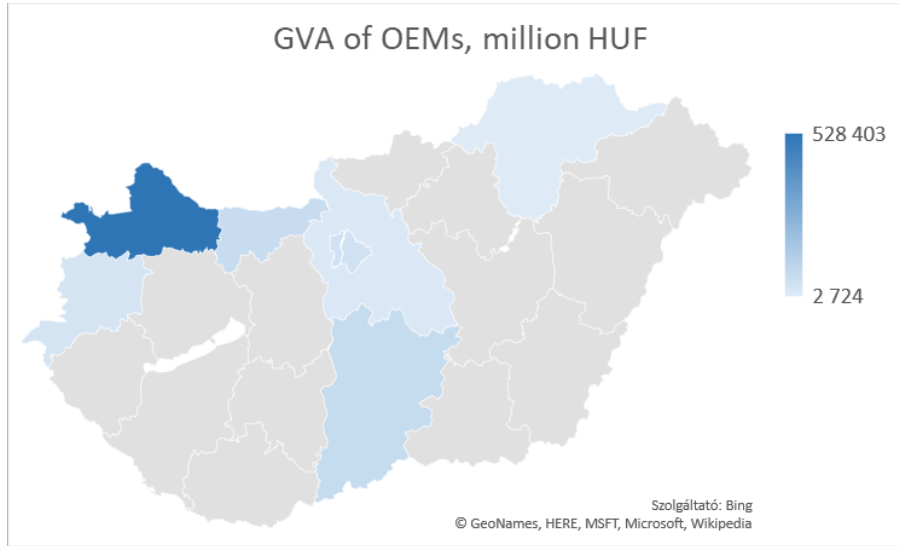 GVA of OEMs, million HUF
528 403
2 724
Szolgáltató: Bing
© GeoNames, HERE, MSFT, Microsoft, Wikipedia